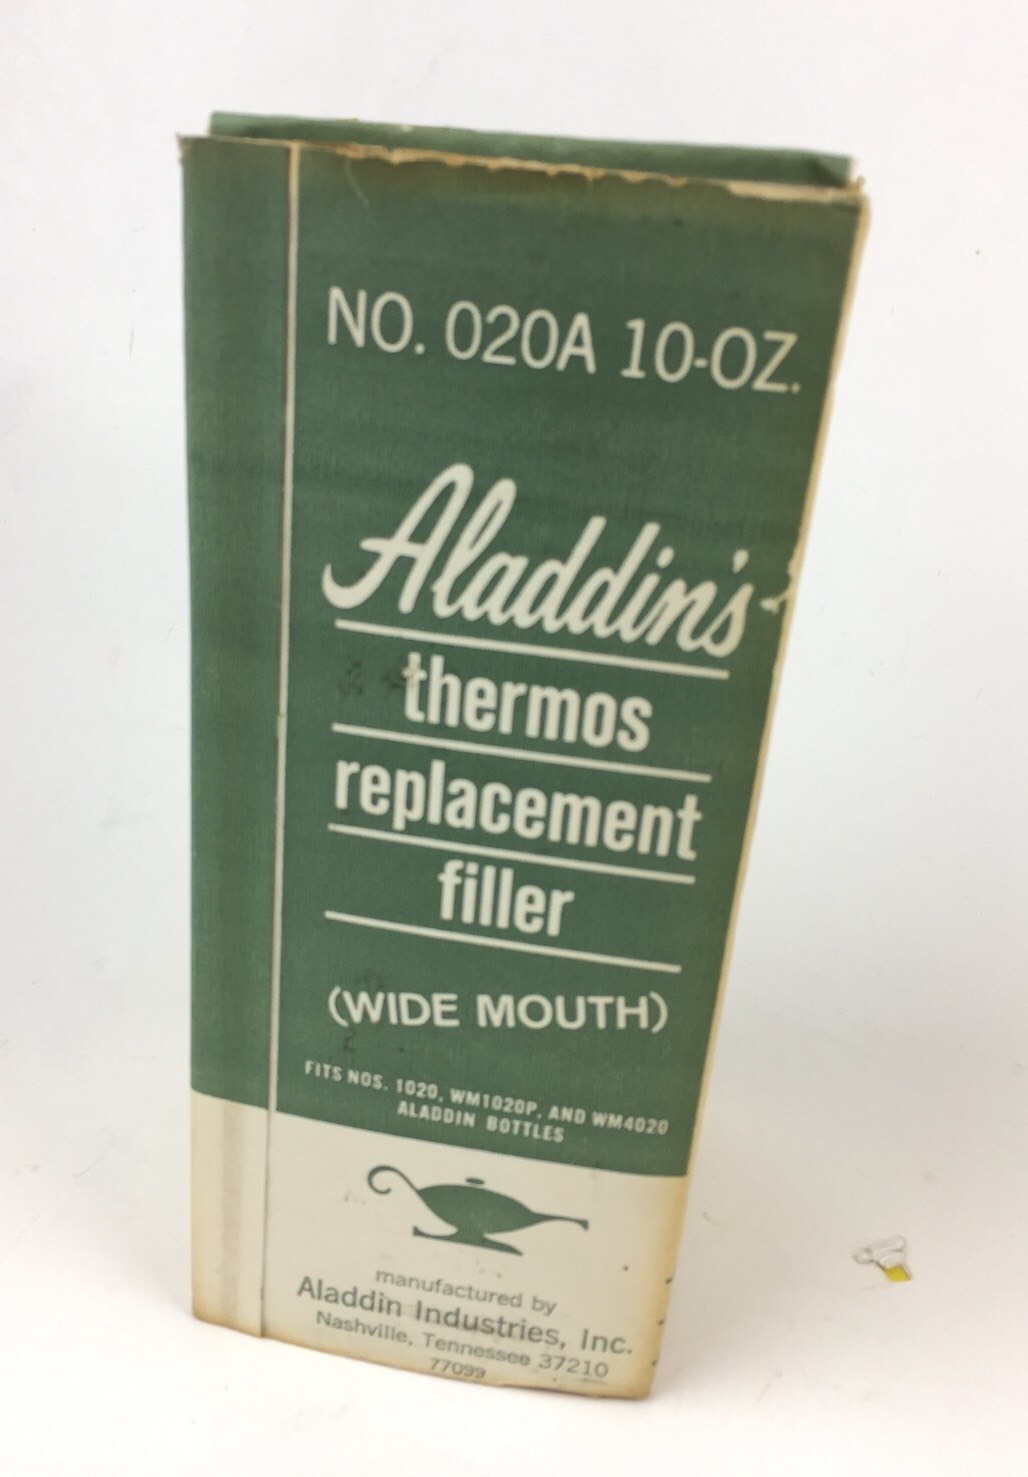 NO. 020A 10-OZ.
Aladdin's
thermos
replacement
filler
(WIDE MOUTH)
FITS NOS. 1020, WM1020P, AND WM4020
ALADDIN BOTTLES
manufactured by
Aladdin Industries, Inc.
Nashville, Tennessee 37210
77099